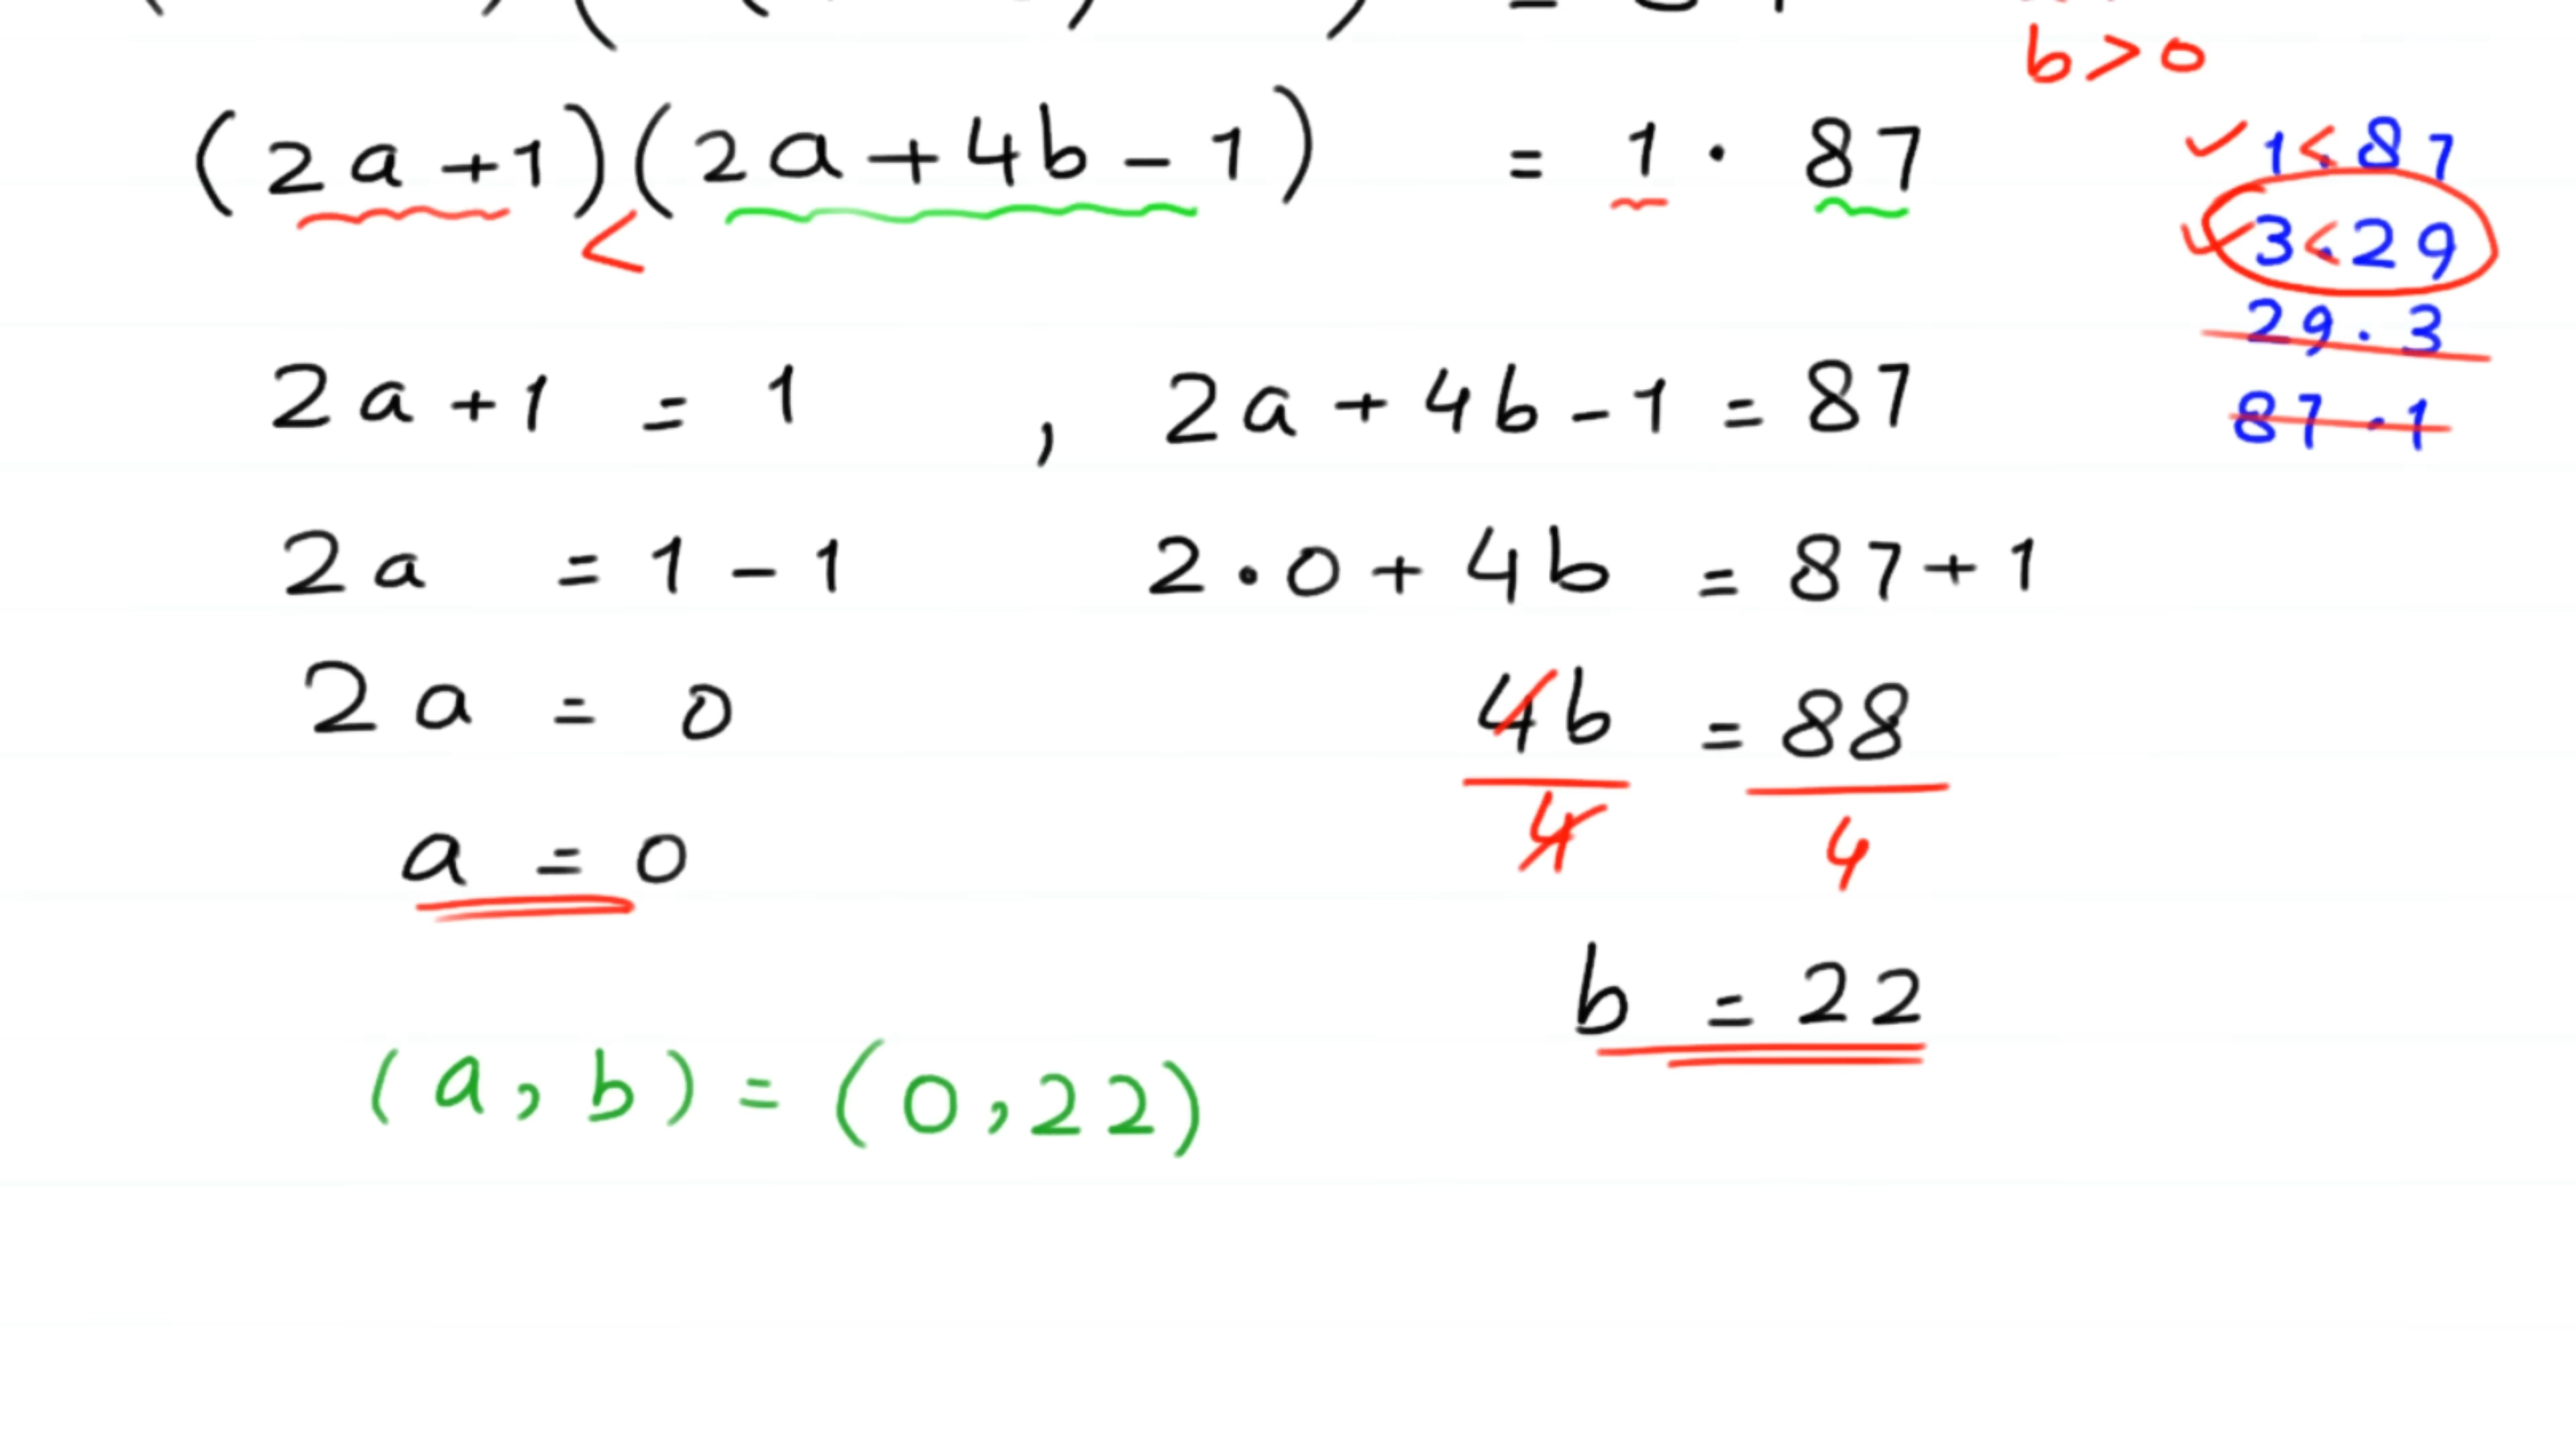 b > 0
(2a+1)(2a+4b-1) = 1 · 87
<
1 < 87
3 < 29
29 · 3
87 · 1
2a+1 = 1 , 2a+4b-1 = 87
2a = 1 - 1 2·0 + 4b = 87+1
2a = 0 4b/4 = 88/4
a = 0
b = 22
(a, b) = (0, 22)